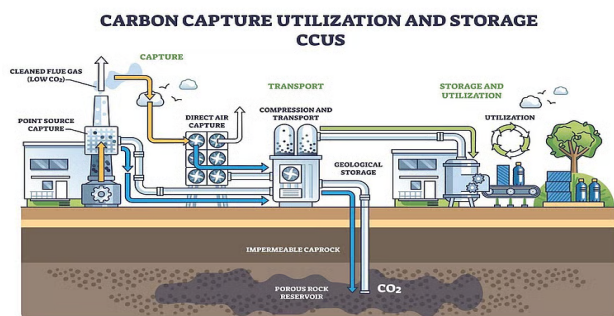 CARBON CAPTURE UTILIZATION AND STORAGE
CCUS
CAPTURE
CLEANED FLUE GAS
(LOW CO₂)
TRANSPORT
STORAGE AND
UTILIZATION
POINT SOURCE
CAPTURE
DIRECT AIR
CAPTURE
COMPRESSION AND
TRANSPORT
UTILIZATION
GEOLOGICAL
STORAGE
IMPERMEABLE CAPROCK
POROUS ROCK
RESERVOIR
CO₂